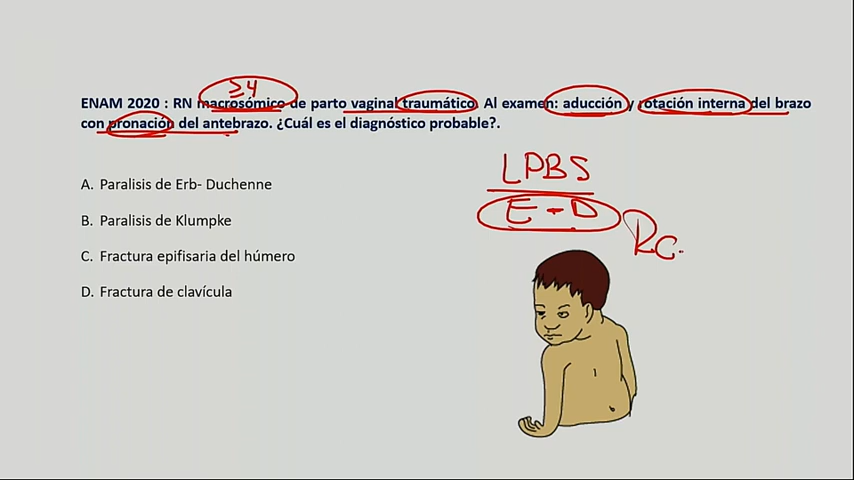 ≥4
ENAM 2020 : RN macrosómico de parto vaginal traumático. Al examen: aducción y rotación interna del brazo
con pronación del antebrazo. ¿Cuál es el diagnóstico probable?.
LPBS
A. Paralisis de Erb- Duchenne
E - D
B. Paralisis de Klumpke
Rc.
C. Fractura epifisaria del húmero
D. Fractura de clavícula